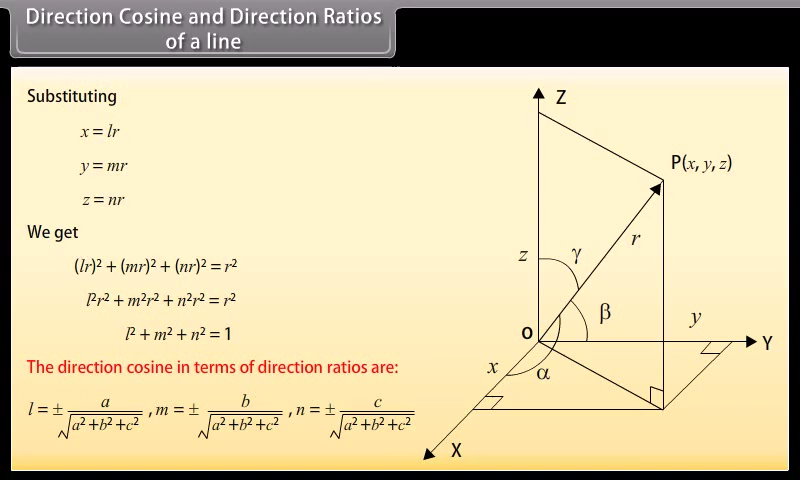 Direction Cosine and Direction Ratios
of a line
Substituting
x = lr
y = mr
z = nr
We get
(lr)² + (mr)² + (nr)² = r²
l²r² + m²r² + n²r² = r²
l² + m² + n² = 1
The direction cosine in terms of direction ratios are:
l = ± a/√(a²+b²+c²) , m = ± b/√(a²+b²+c²) , n = ± c/√(a²+b²+c²)
Z
P(x, y, z)
r
z
γ
β
y
O
Y
x
α
X